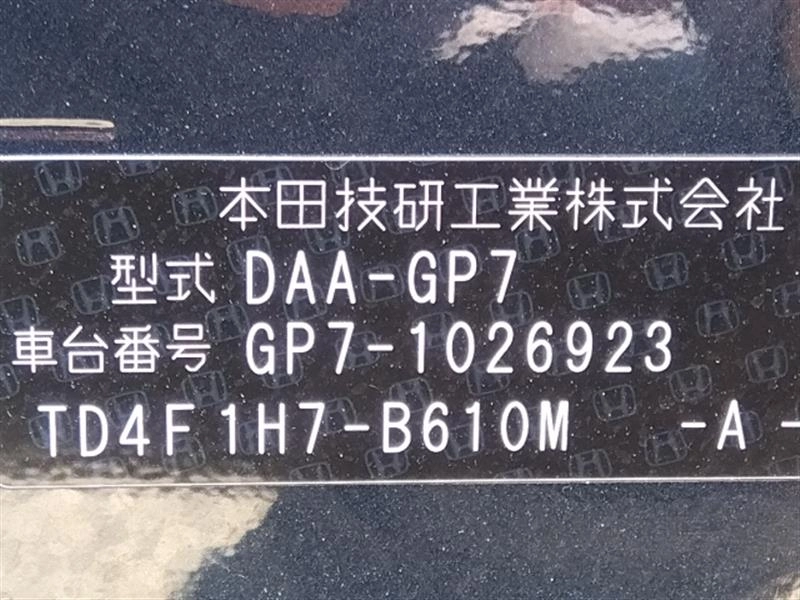 本田技研工業株式会社
型式 DAA-GP7
車台番号 GP7-1026923
TD4F1H7-B610M -A -